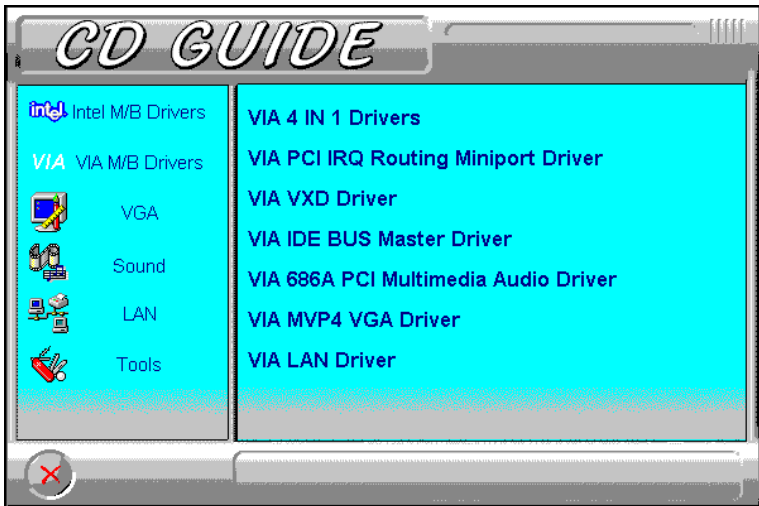 CD GUIDE
intel. Intel M/B Drivers
VIA VIA M/B Drivers
VGA
Sound
LAN
Tools
VIA 4 IN 1 Drivers
VIA PCI IRQ Routing Miniport Driver
VIA VXD Driver
VIA IDE BUS Master Driver
VIA 686A PCI Multimedia Audio Driver
VIA MVP4 VGA Driver
VIA LAN Driver